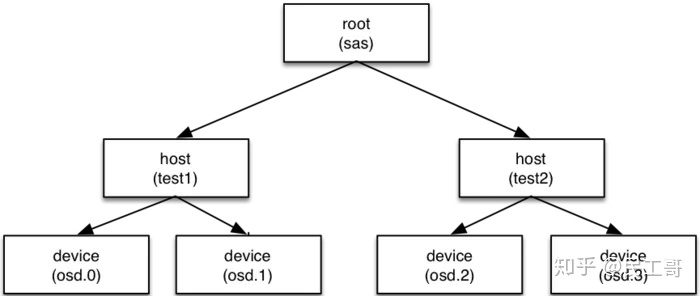 root
(sas)
host
(test1)
host
(test2)
device
(osd.0)
device
(osd.1)
device
(osd.2)
device
(osd.3)
知乎 @民工哥